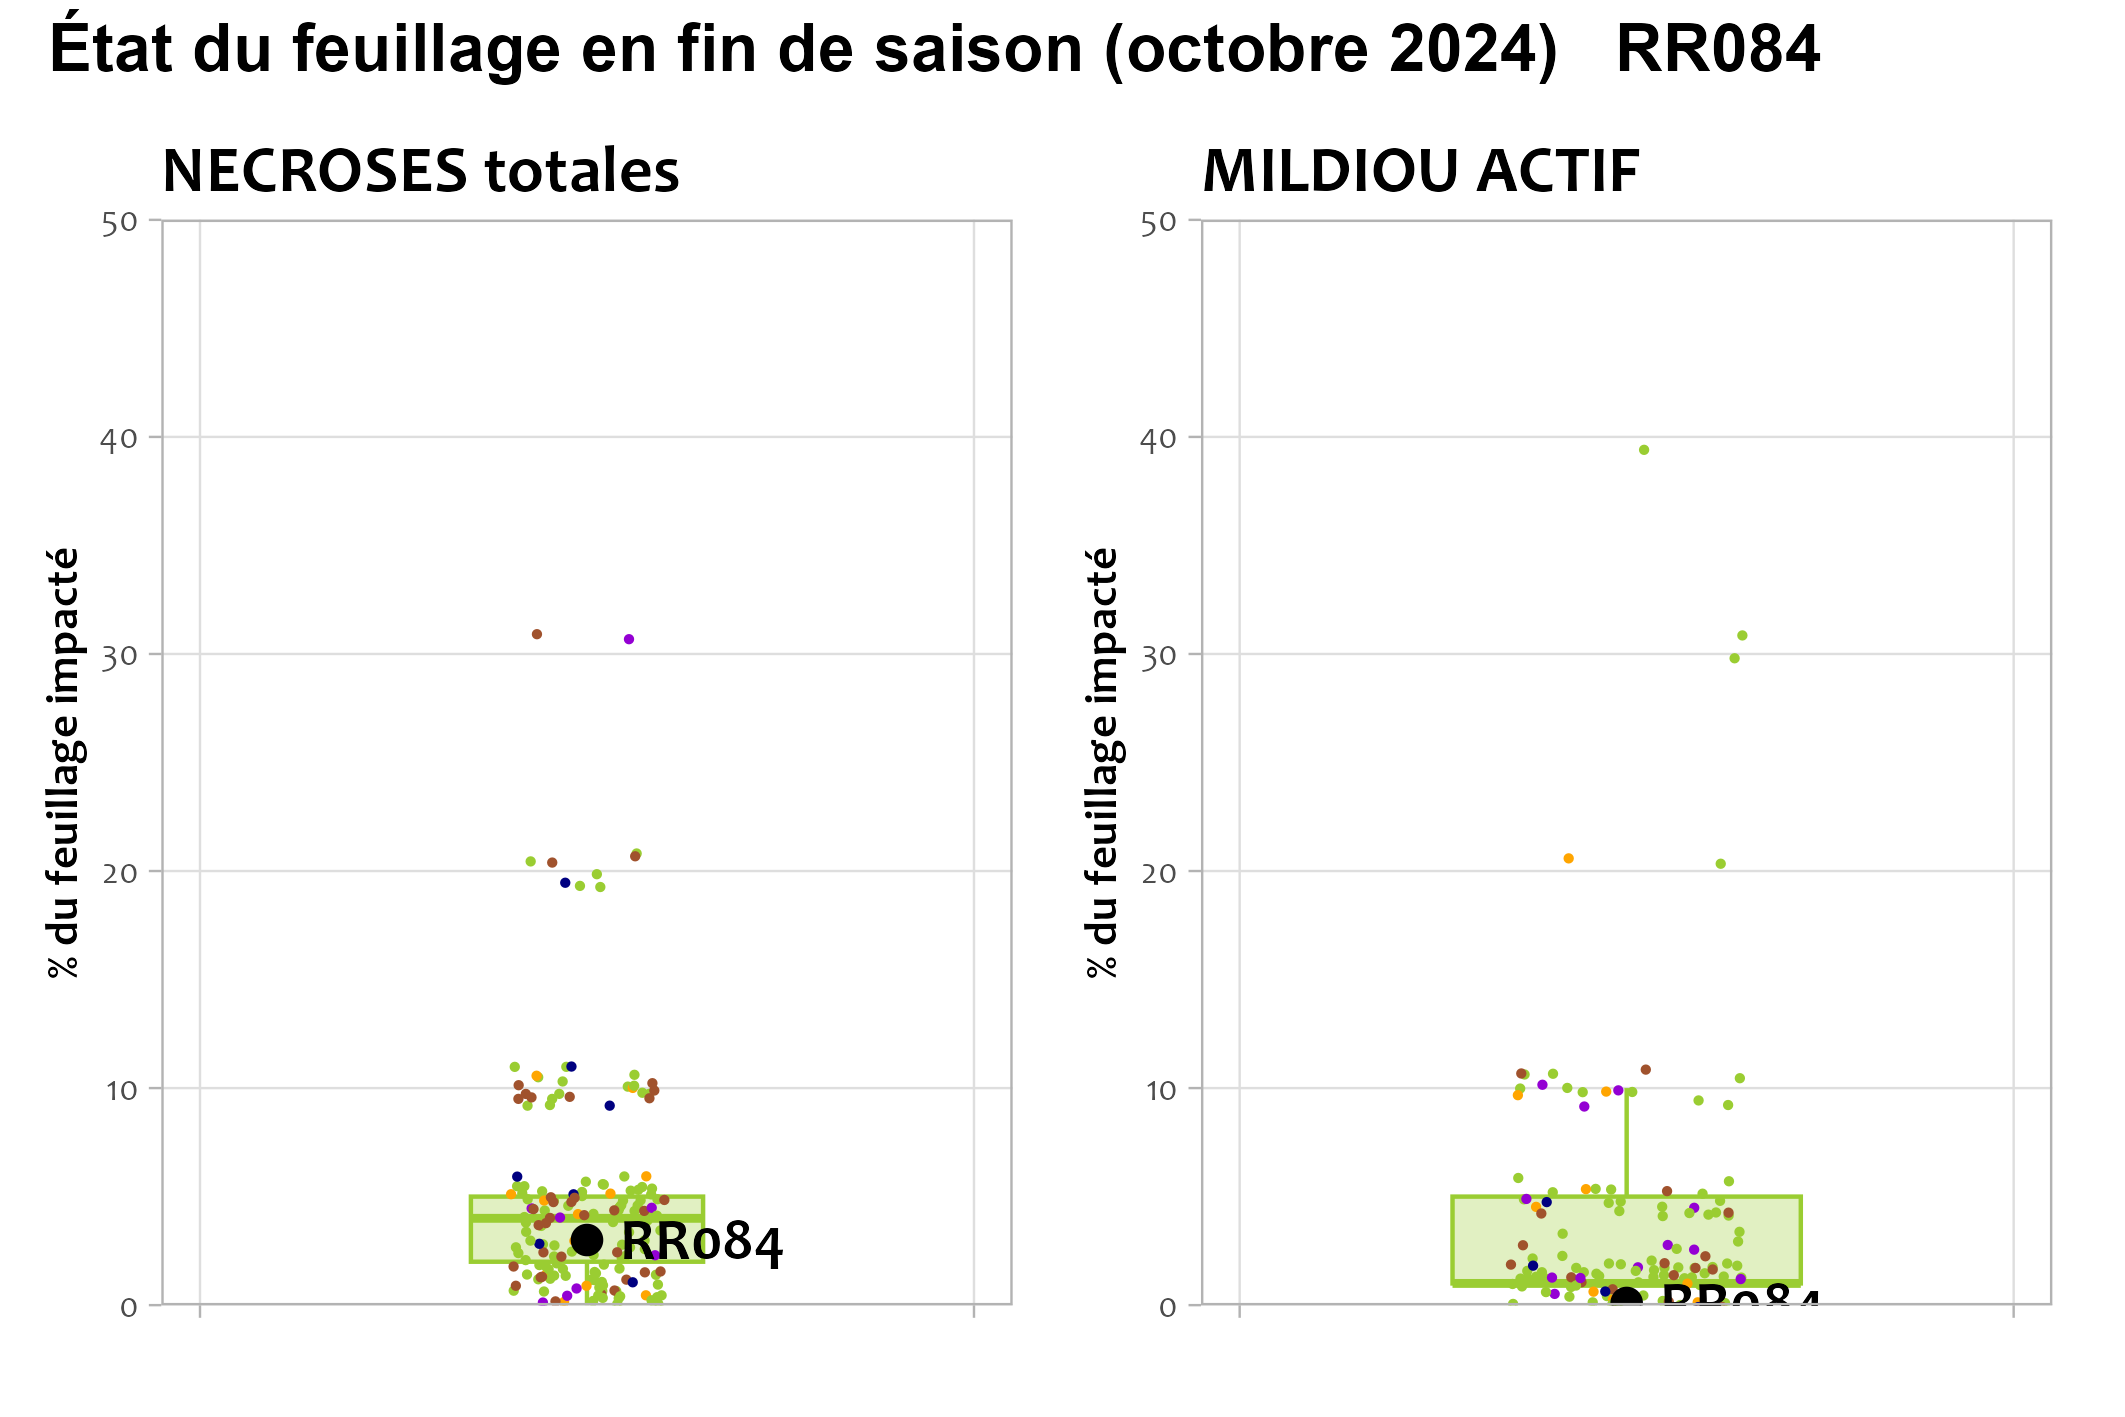 État du feuillage en fin de saison (octobre 2024) RR084
NECROSES totales
% du feuillage impacté
50
40
30
20
10
0
RR084
MILDIOU ACTIF
% du feuillage impacté
50
40
30
20
10
0
RR084